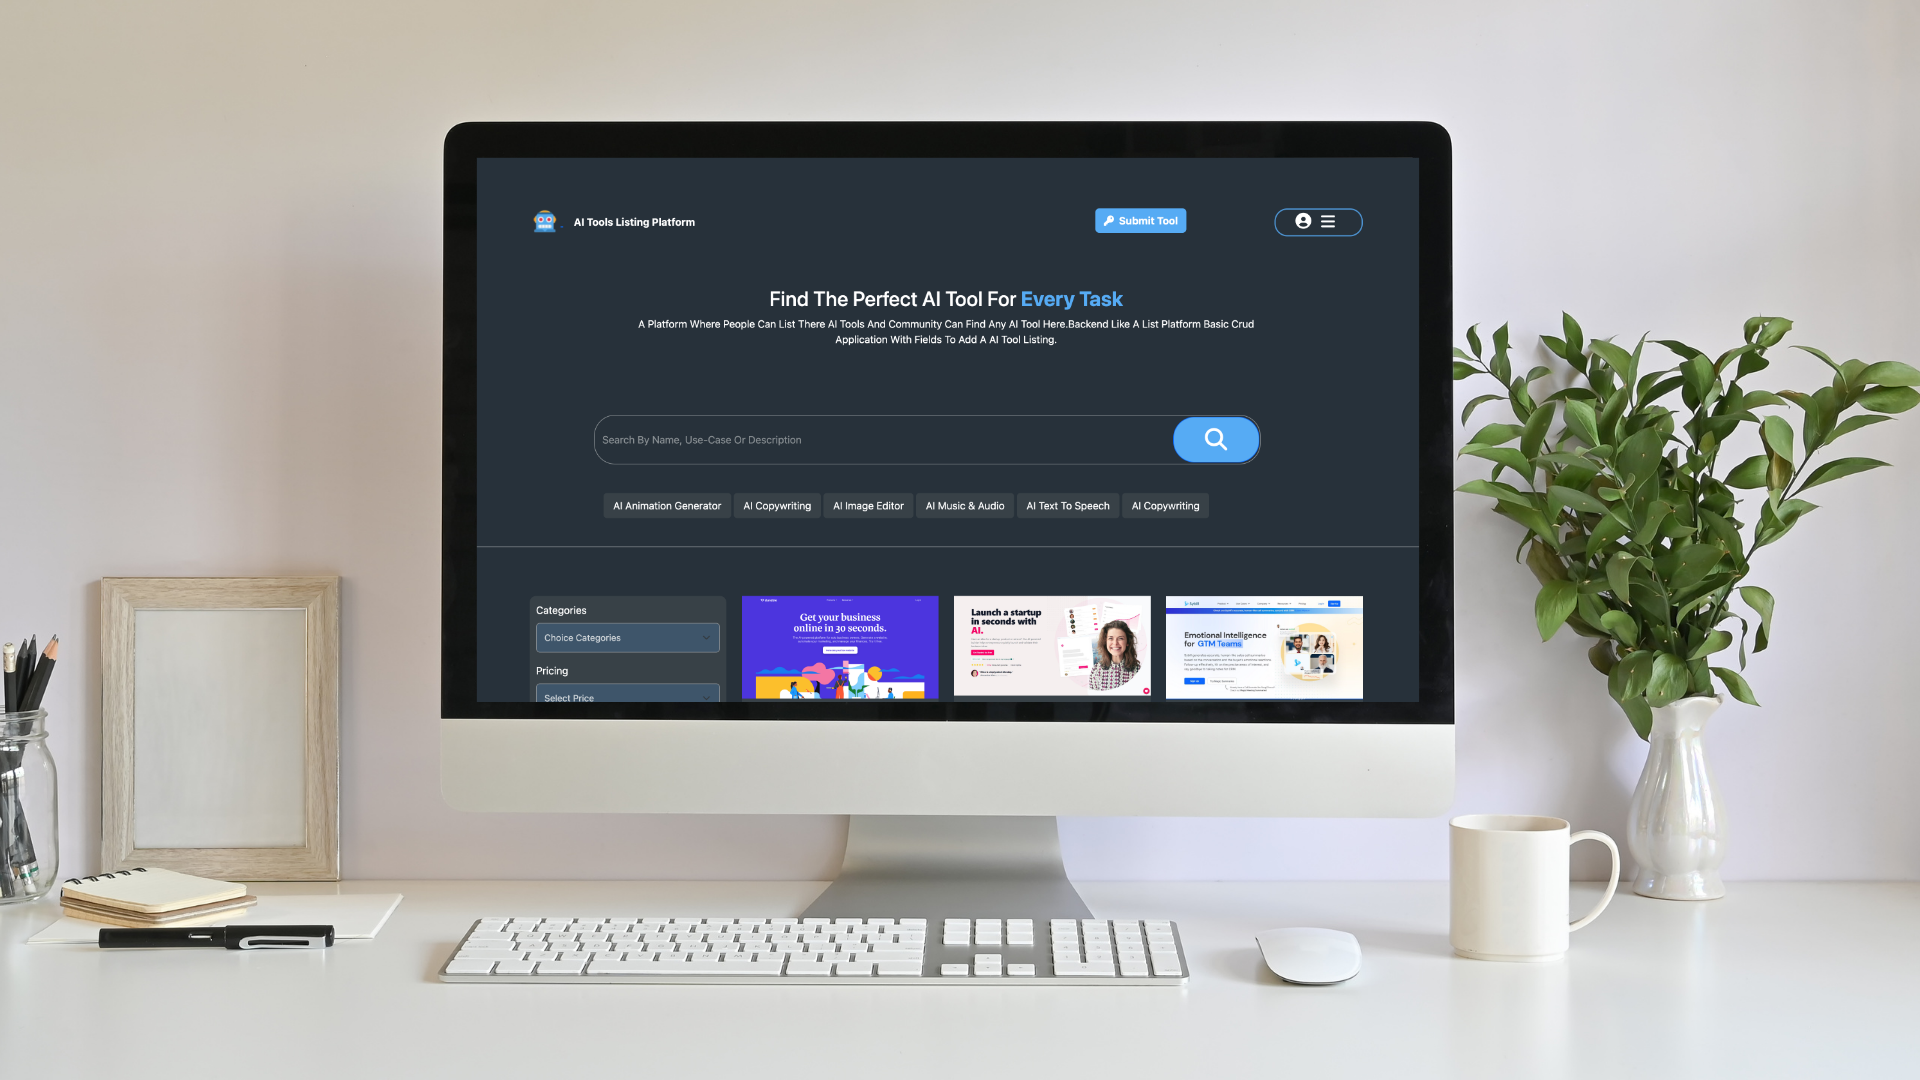 AI Tools Listing Platform
Submit Tool
Find The Perfect AI Tool For Every Task
A Platform Where People Can List There AI Tools And Community Can Find Any AI Tool Here.Backend Like A List Platform Basic Crud
Application With Fields To Add A AI Tool Listing.
Search By Name, Use-Case Or Description
AI Animation Generator
AI Copywriting
AI Image Editor
AI Music & Audio
AI Text To Speech
AI Copywriting
Categories
Choice Categories
Pricing
Select Price
Get your business
online in 30 seconds.
Launch a startup
in seconds with
AI.
Emotional Intelligence
for GTM Teams